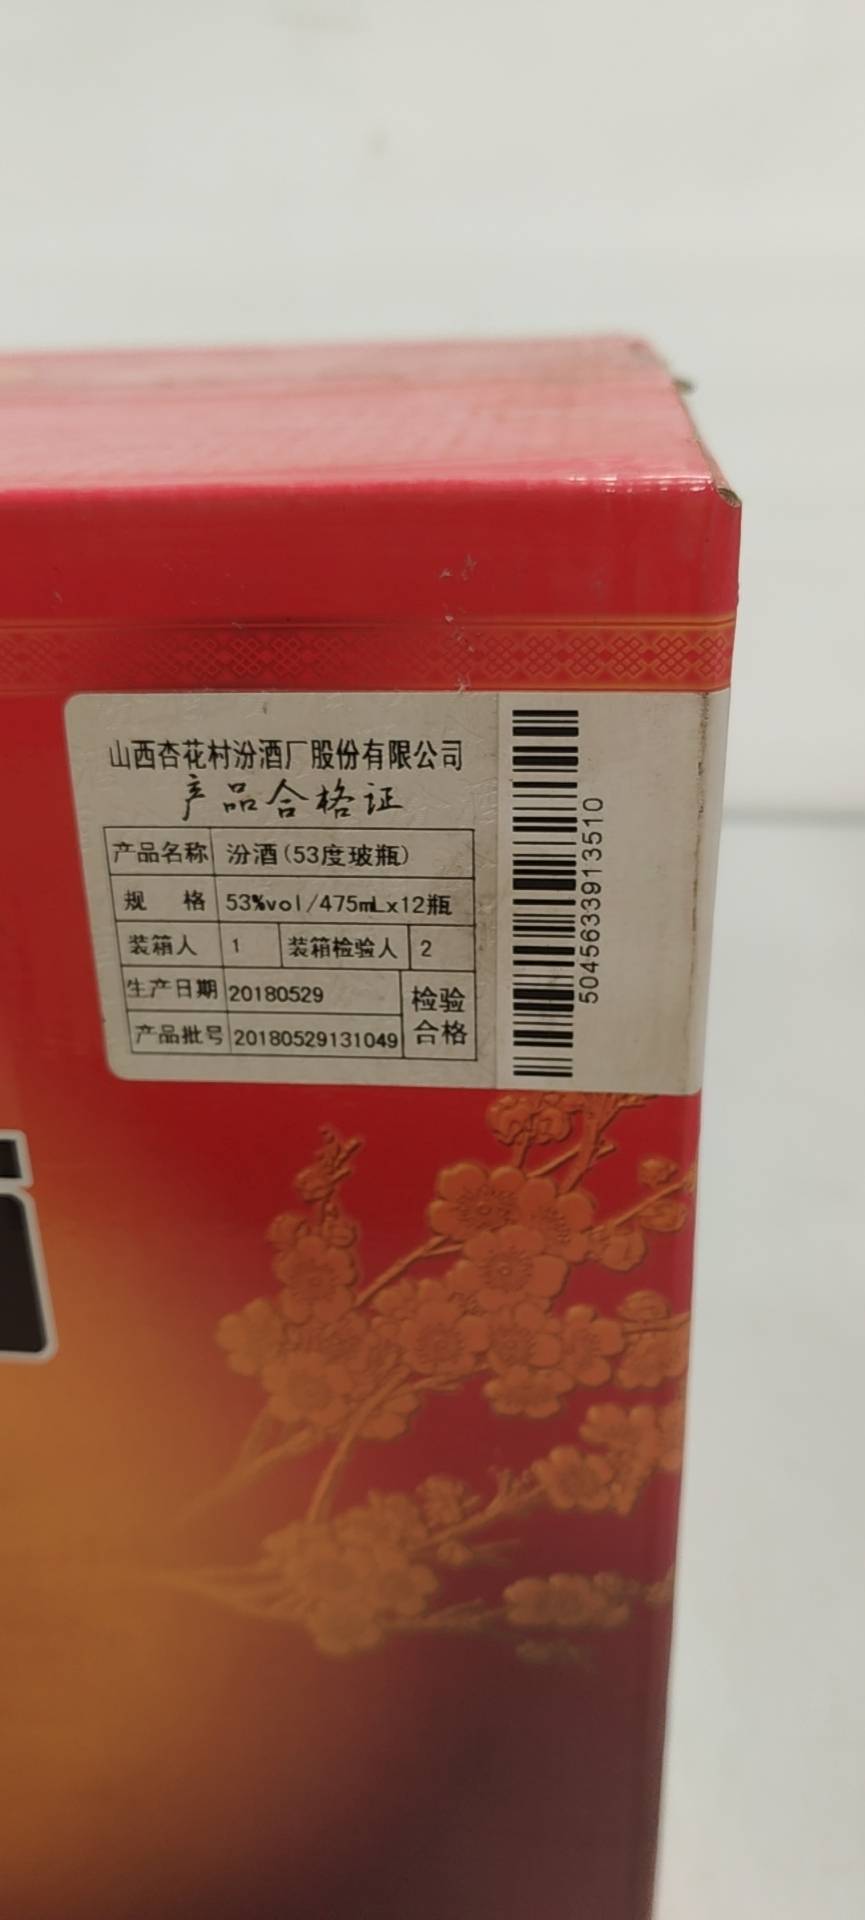 山西杏花村汾酒厂股份有限公司
产品合格证
产品名称 汾酒(53度玻瓶)
规 格 53%vol/475mLx12瓶
装箱人 1 装箱检验人 2
生产日期 20180529 检验
产品批号 20180529131049 合格
5045633913510